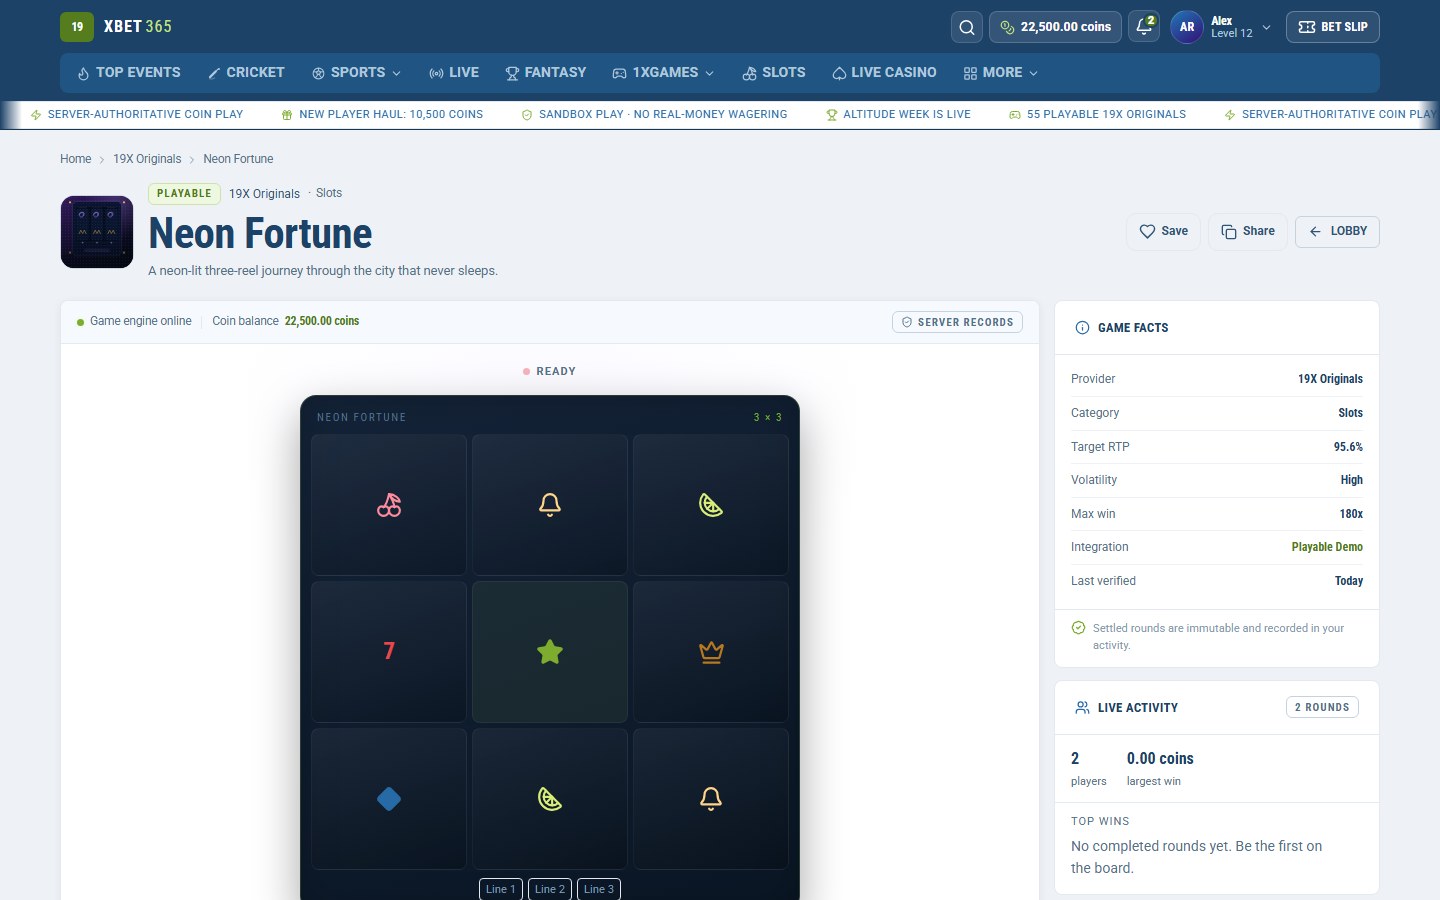 19 XBET 365
22,500.00 coins
2
AR
Alex
Level 12
BET SLIP
TOP EVENTS
CRICKET
SPORTS
LIVE
FANTASY
1XGAMES
SLOTS
LIVE CASINO
MORE
SERVER-AUTHORITATIVE COIN PLAY
NEW PLAYER HAUL: 10,500 COINS
SANDBOX PLAY · NO REAL-MONEY WAGERING
ALTITUDE WEEK IS LIVE
55 PLAYABLE 19X ORIGINALS
SERVER-AUTHORITATIVE COIN PLAY
Home
19X Originals
Neon Fortune
PLAYABLE
19X Originals · Slots
Neon Fortune
A neon-lit three-reel journey through the city that never sleeps.
Save
Share
LOBBY
Game engine online
Coin balance 22,500.00 coins
SERVER RECORDS
READY
NEON FORTUNE
3 × 3
7
Line 1
Line 2
Line 3
GAME FACTS
Provider 19X Originals
Category Slots
Target RTP 95.6%
Volatility High
Max win 180x
Integration Playable Demo
Last verified Today
Settled rounds are immutable and recorded in your
activity.
LIVE ACTIVITY
2 ROUNDS
2
players
0.00 coins
largest win
TOP WINS
No completed rounds yet. Be the first on
the board.